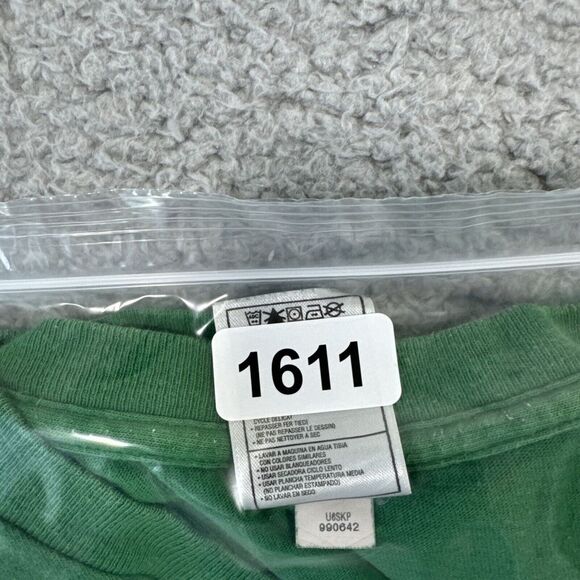 1611
CYCLE DELICAT
• REPASSER FER TIEDI
(NE PAS REPASSER LE DESSIN)
• NE PAS NETTOYER A SEC
• LAVAR A MAQUINA EN AGUA TIBIA
CON COLORES SIMILARES
• NO USAR BLANQUEADORES
• USAR SECADORA CICLO LENTO
• USAR PLANCHA TEMPERATURA MEDIA
(NO PLANCHAR ESTAMPADO)
• NO LAVAR EN SECO
U6SKP
990642